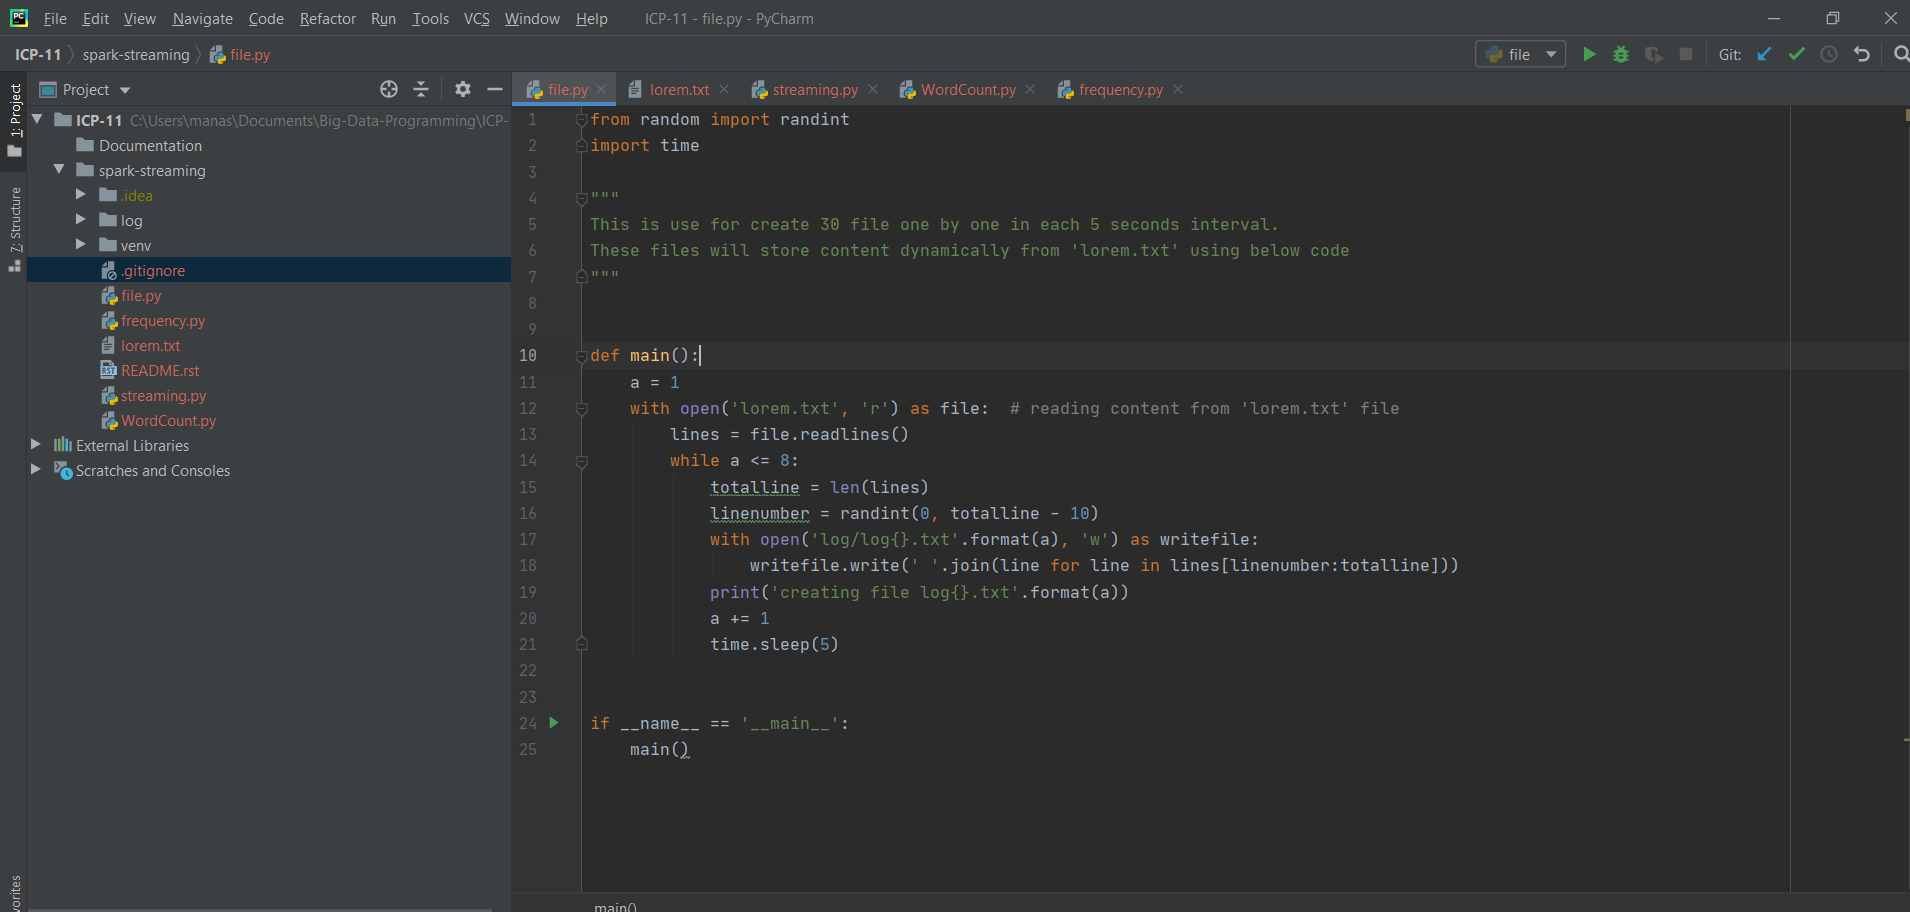 PC File Edit View Navigate Code Refactor Run Tools VCS Window Help ICP-11 - file.py - PyCharm
ICP-11 spark-streaming file.py file Git:
1: Project
7: Structure
vorites
Project
ICP-11 C:\Users\manas\Documents\Big-Data-Programming\ICP-
Documentation
spark-streaming
.idea
log
venv
.gitignore
file.py
frequency.py
lorem.txt
README.rst
streaming.py
WordCount.py
External Libraries
Scratches and Consoles
file.py lorem.txt streaming.py WordCount.py frequency.py
1 from random import randint
2 import time
3
4 """
5 This is use for create 30 file one by one in each 5 seconds interval.
6 These files will store content dynamically from 'lorem.txt' using below code
7 """
8
9
10 def main():
11     a = 1
12     with open('lorem.txt', 'r') as file:  # reading content from 'lorem.txt' file
13         lines = file.readlines()
14         while a <= 8:
15             totalline = len(lines)
16             linenumber = randint(0, totalline - 10)
17             with open('log/log{}.txt'.format(a), 'w') as writefile:
18                 writefile.write(' '.join(line for line in lines[linenumber:totalline]))
19             print('creating file log{}.txt'.format(a))
20             a += 1
21             time.sleep(5)
22
23
24 if __name__ == '__main__':
25     main()
main()